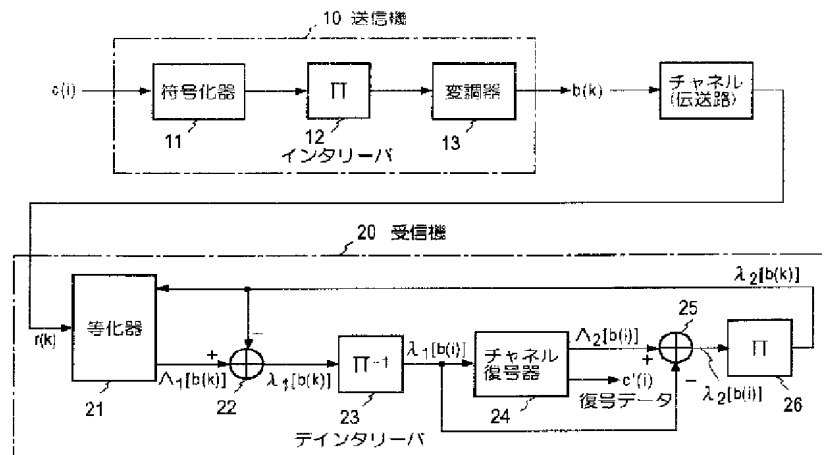 10 送信機
c(i)
符号化器
Π
変調器
b(k)
チャネル
(伝送路)
11
12
13
インタリーバ
20 受信機
λ₂[b(k)]
等化器
r(k)
−
+
Λ₁[b(k)]
21
22
λ₁[b(k)]
Π⁻¹
23
デインタリーバ
λ₁[b(i)]
チャネル
復号器
24
Λ₂[b(i)]
+
c'(i)
復号データ
25
−
λ₂[b(i)]
Π
26